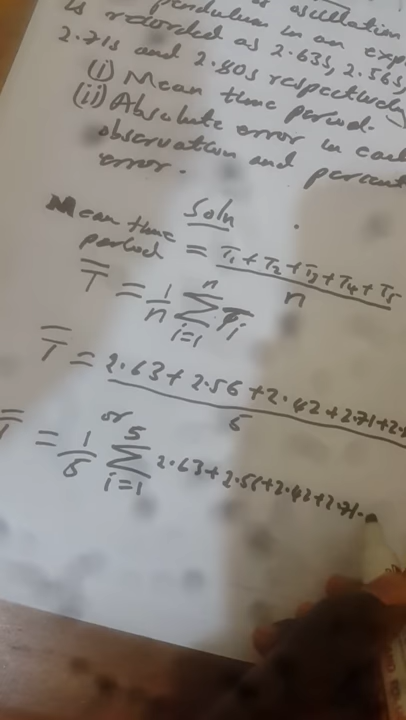 pendulum in an exp
is recorded as 2.63s, 2.56s,
2.71s and 2.80s respectively
(i) Mean time period.
(ii) Absolute error in each
observation and percent
error.
Soln
Mean time period = T₁+T₂+T₃+T₄+T₅ / n
T̅ = 1/n Σ i=1 n Ti
T̅ = 2.63+2.56+2.42+2.71+2. / 5
or
= 1/5 Σ i=1 5 2.63+2.56+2.42+2.71